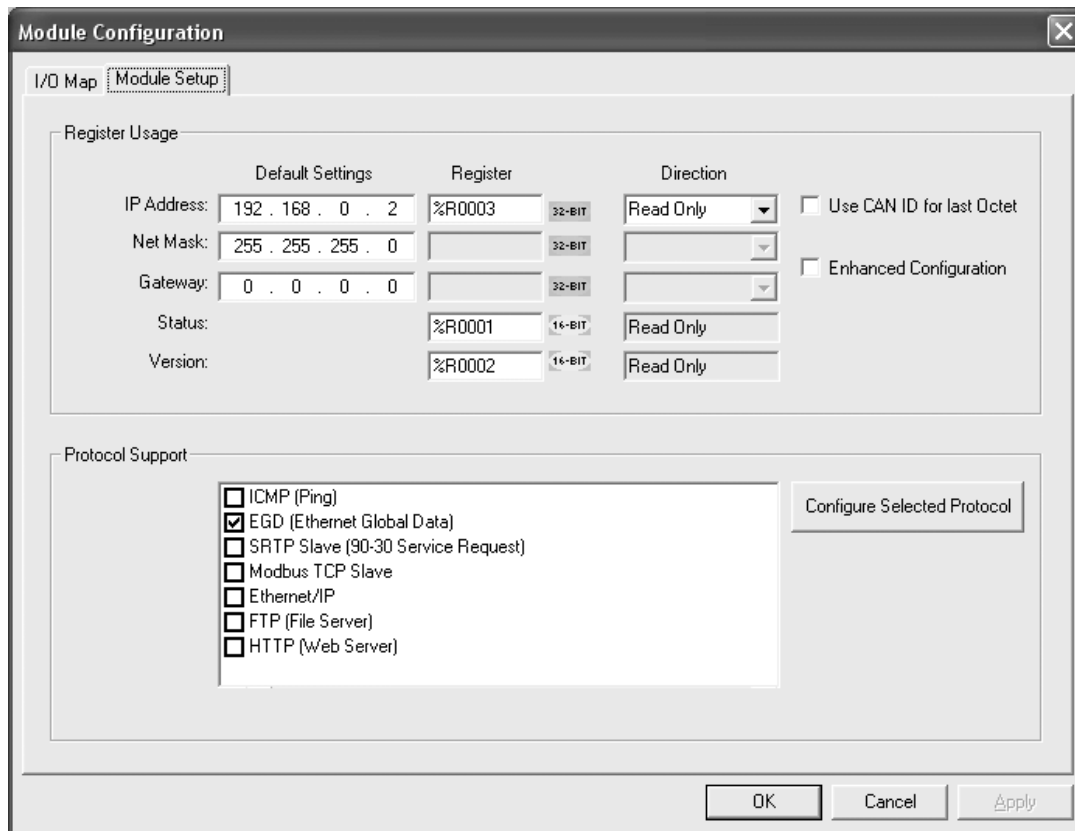 Module Configuration
I/O Map Module Setup
Register Usage
Default Settings Register Direction
IP Address: 192 . 168 . 0 . 2 %R0003 32-BIT Read Only Use CAN ID for last Octet
Net Mask: 255 . 255 . 255 . 0 32-BIT
Enhanced Configuration
Gateway: 0 . 0 . 0 . 0 32-BIT
Status: %R0001 16-BIT Read Only
Version: %R0002 16-BIT Read Only
Protocol Support
ICMP (Ping)
Configure Selected Protocol
EGD (Ethernet Global Data)
SRTP Slave (90-30 Service Request)
Modbus TCP Slave
Ethernet/IP
FTP (File Server)
HTTP (Web Server)
OK Cancel Apply